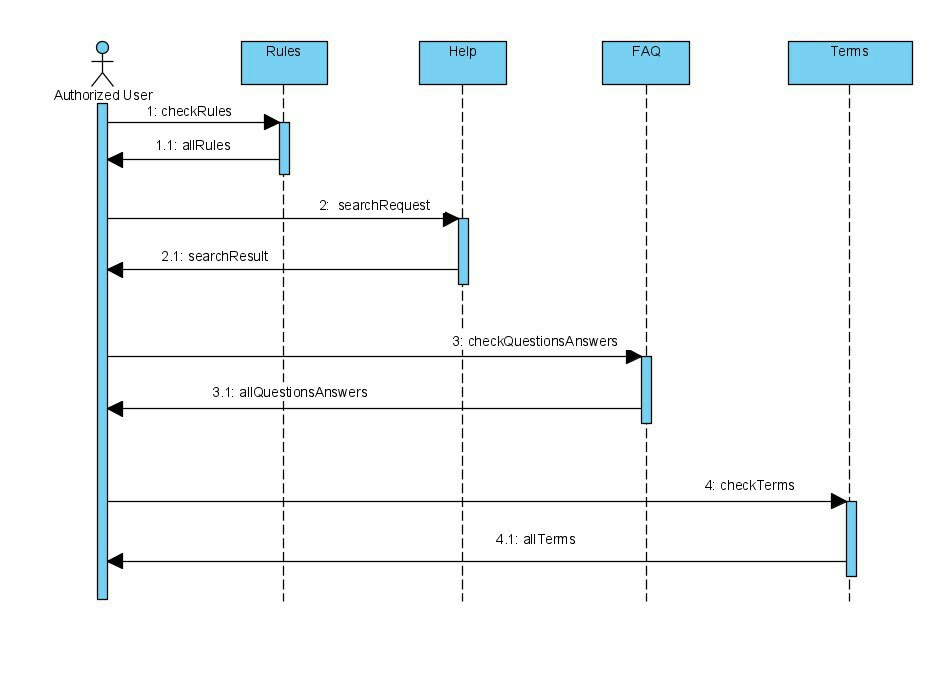 Rules
Help
FAQ
Terms
Authorized User
1: checkRules
1.1: allRules
2:  searchRequest
2.1: searchResult
3: checkQuestionsAnswers
3.1: allQuestionsAnswers
4: checkTerms
4.1: allTerms